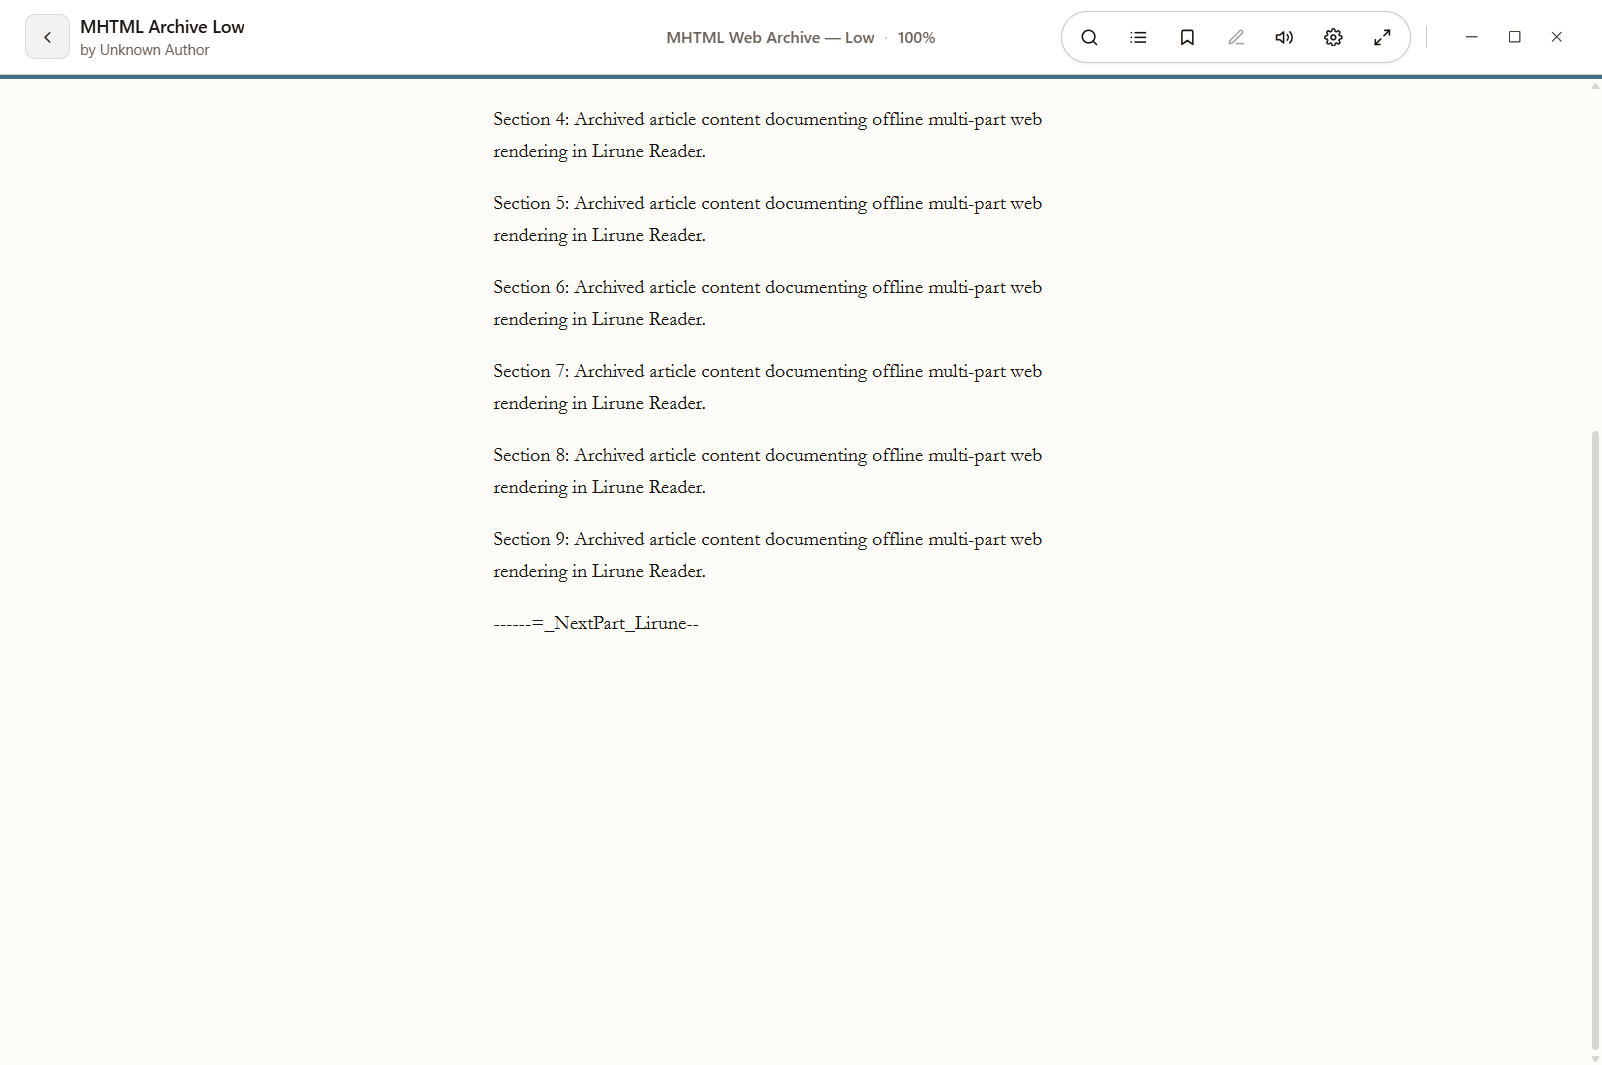 MHTML Archive Low
by Unknown Author
MHTML Web Archive — Low · 100%
Section 4: Archived article content documenting offline multi-part web
rendering in Lirune Reader.
Section 5: Archived article content documenting offline multi-part web
rendering in Lirune Reader.
Section 6: Archived article content documenting offline multi-part web
rendering in Lirune Reader.
Section 7: Archived article content documenting offline multi-part web
rendering in Lirune Reader.
Section 8: Archived article content documenting offline multi-part web
rendering in Lirune Reader.
Section 9: Archived article content documenting offline multi-part web
rendering in Lirune Reader.
------=_NextPart_Lirune--